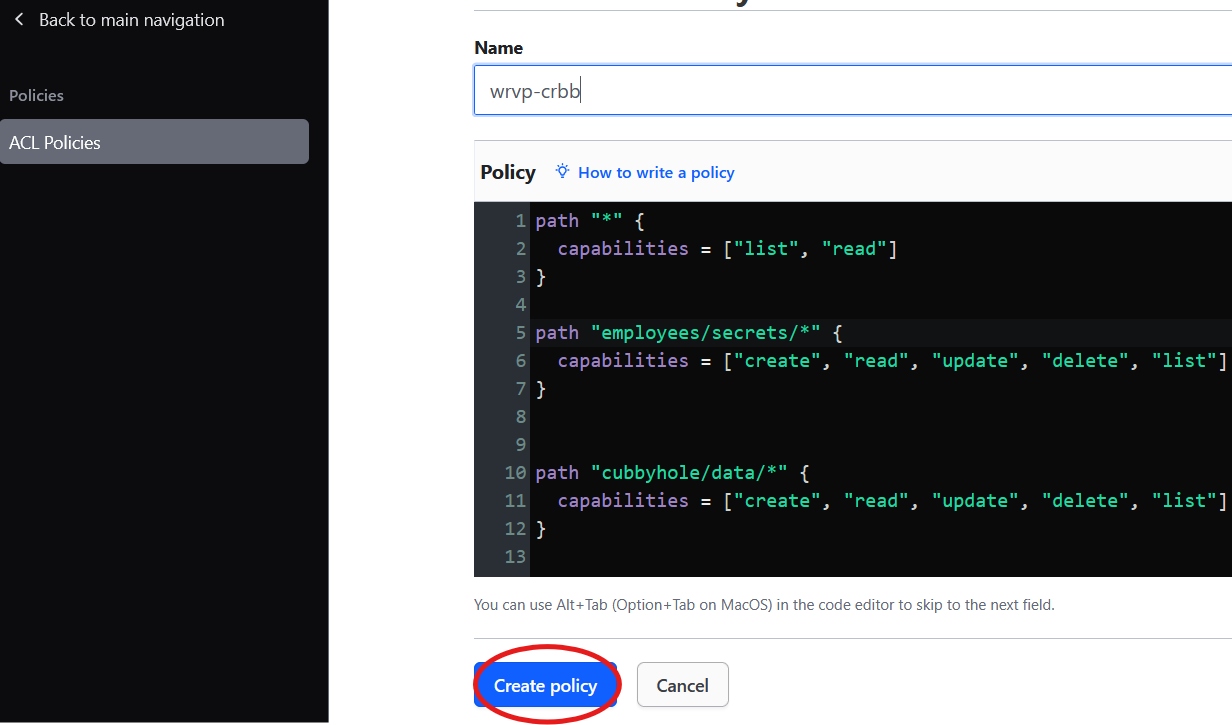 Back to main navigation
Policies
ACL Policies
Name
wrvp-crbb
Policy How to write a policy
1 path "*" {
2   capabilities = ["list", "read"]
3 }
4
5 path "employees/secrets/*" {
6   capabilities = ["create", "read", "update", "delete", "list"]
7 }
8
9
10 path "cubbyhole/data/*" {
11   capabilities = ["create", "read", "update", "delete", "list"]
12 }
13
You can use Alt+Tab (Option+Tab on MacOS) in the code editor to skip to the next field.
Create policy Cancel